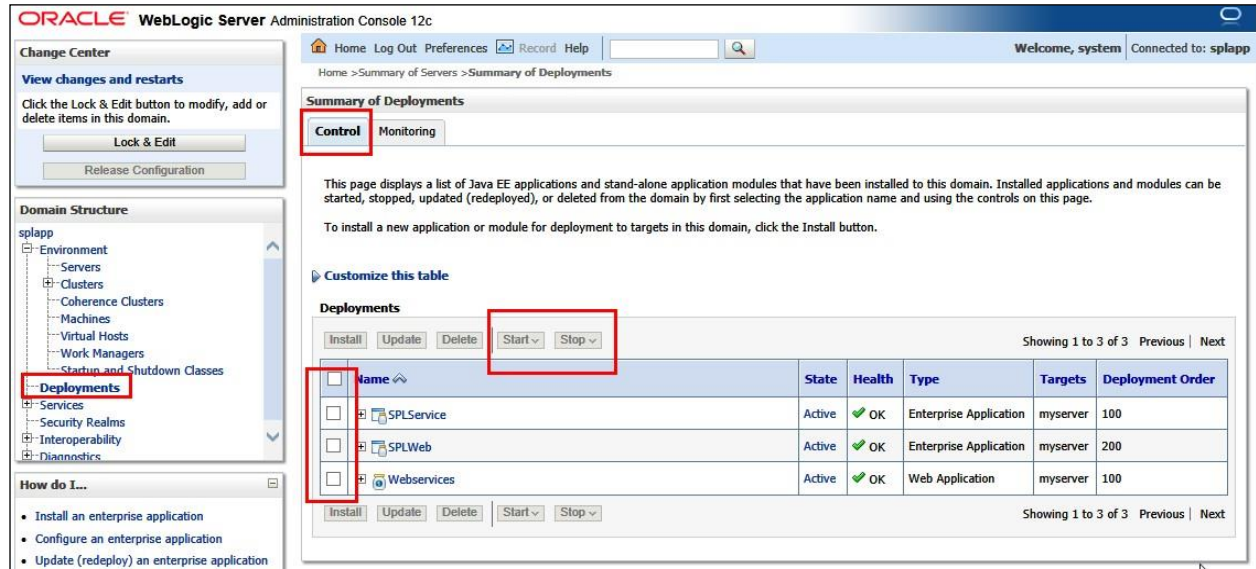 ORACLE WebLogic Server Administration Console 12c
Change Center
View changes and restarts
Click the Lock & Edit button to modify, add or
delete items in this domain.
Lock & Edit
Release Configuration
Domain Structure
splapp
Environment
Servers
Clusters
Coherence Clusters
Machines
Virtual Hosts
Work Managers
Startup and Shutdown Classes
Deployments
Services
Security Realms
Interoperability
Diagnostics
How do I...
Install an enterprise application
Configure an enterprise application
Update (redeploy) an enterprise application
Home Log Out Preferences Record Help
Welcome, system Connected to: splapp
Home >Summary of Servers >Summary of Deployments
Summary of Deployments
Control Monitoring
This page displays a list of Java EE applications and stand-alone application modules that have been installed to this domain. Installed applications and modules can be
started, stopped, updated (redeployed), or deleted from the domain by first selecting the application name and using the controls on this page.
To install a new application or module for deployment to targets in this domain, click the Install button.
Customize this table
Deployments
Install Update Delete Start Stop Showing 1 to 3 of 3 Previous | Next
Name State Health Type Targets Deployment Order
SPLService Active OK Enterprise Application myserver 100
SPLWeb Active OK Enterprise Application myserver 200
Webservices Active OK Web Application myserver 100
Install Update Delete Start Stop Showing 1 to 3 of 3 Previous | Next